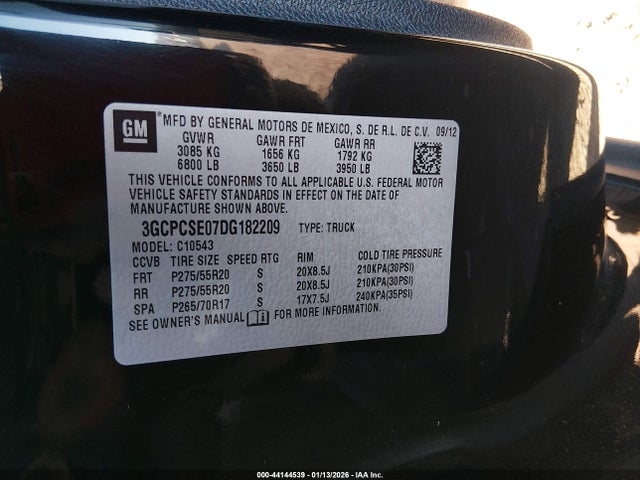 GM
® MFD BY GENERAL MOTORS DE MEXICO, S. DE R.L. DE C.V. 09/12
GVWR GAWR FRT GAWR RR
3085 KG 1656 KG 1792 KG
6800 LB 3650 LB 3950 LB
THIS VEHICLE CONFORMS TO ALL APPLICABLE U.S. FEDERAL MOTOR
VEHICLE SAFETY STANDARDS IN EFFECT ON THE DATE OF
MANUFACTURE SHOWN ABOVE.
3GCPCSE07DG182209 TYPE: TRUCK
MODEL: C10543
CCVB TIRE SIZE SPEED RTG RIM COLD TIRE PRESSURE
FRT P275/55R20 S 20X8.5J 210KPA(30PSI)
RR P275/55R20 S 20X8.5J 210KPA(30PSI)
SPA P265/70R17 S 17X7.5J 240KPA(35PSI)
SEE OWNER'S MANUAL FOR MORE INFORMATION.
000-44144539 - 01/13/2026 - IAA Inc.